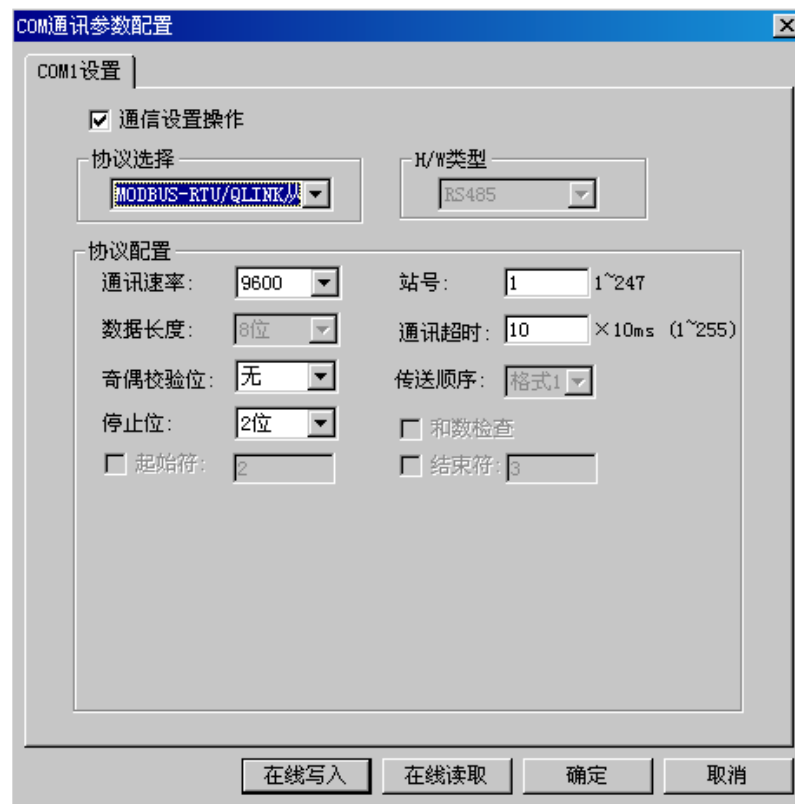 COM通讯参数配置
COM1设置
通信设置操作
协议选择
H/W类型
MODBUS-RTU/QLINK从
RS485
协议配置
通讯速率: 9600
站号: 1 1~247
数据长度: 8位
通讯超时: 10 ×10ms (1~255)
奇偶校验位: 无
传送顺序: 格式1
停止位: 2位
和数检查
起始符: 2
结束符: 3
在线写入 在线读取 确定 取消